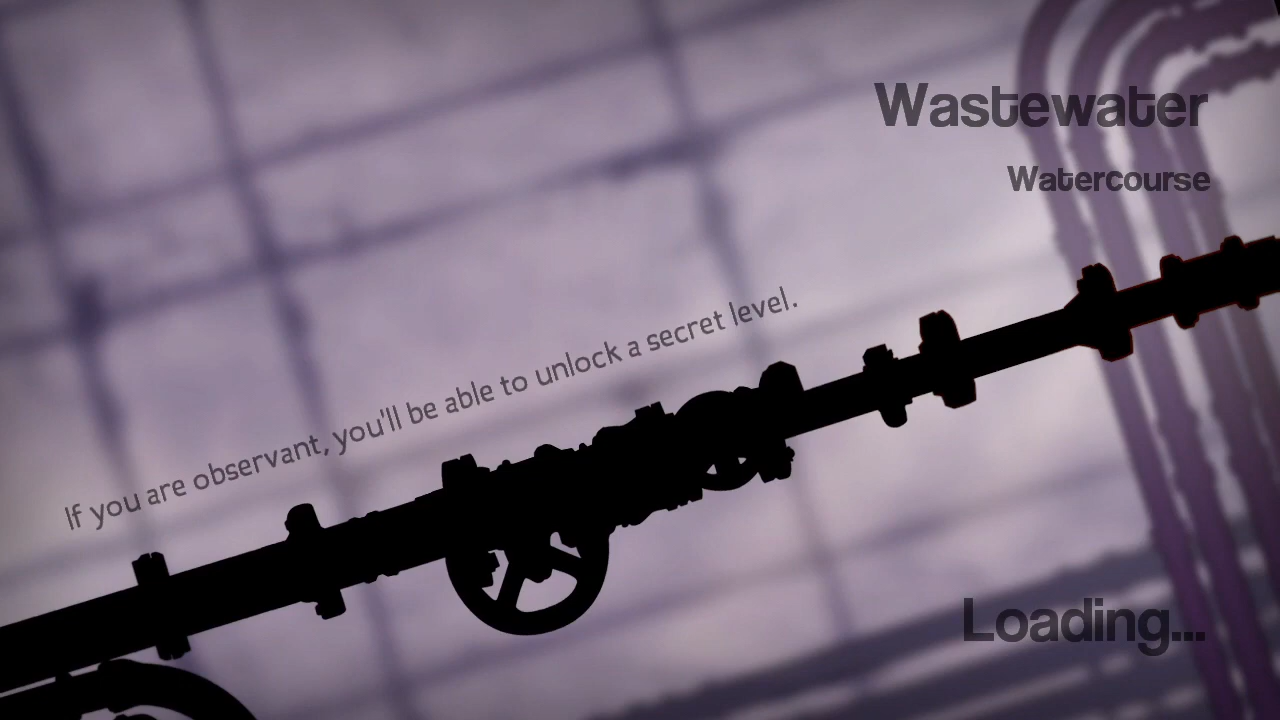 Wastewater
Watercourse
If you are observant, you'll be able to unlock a secret level.
Loading...